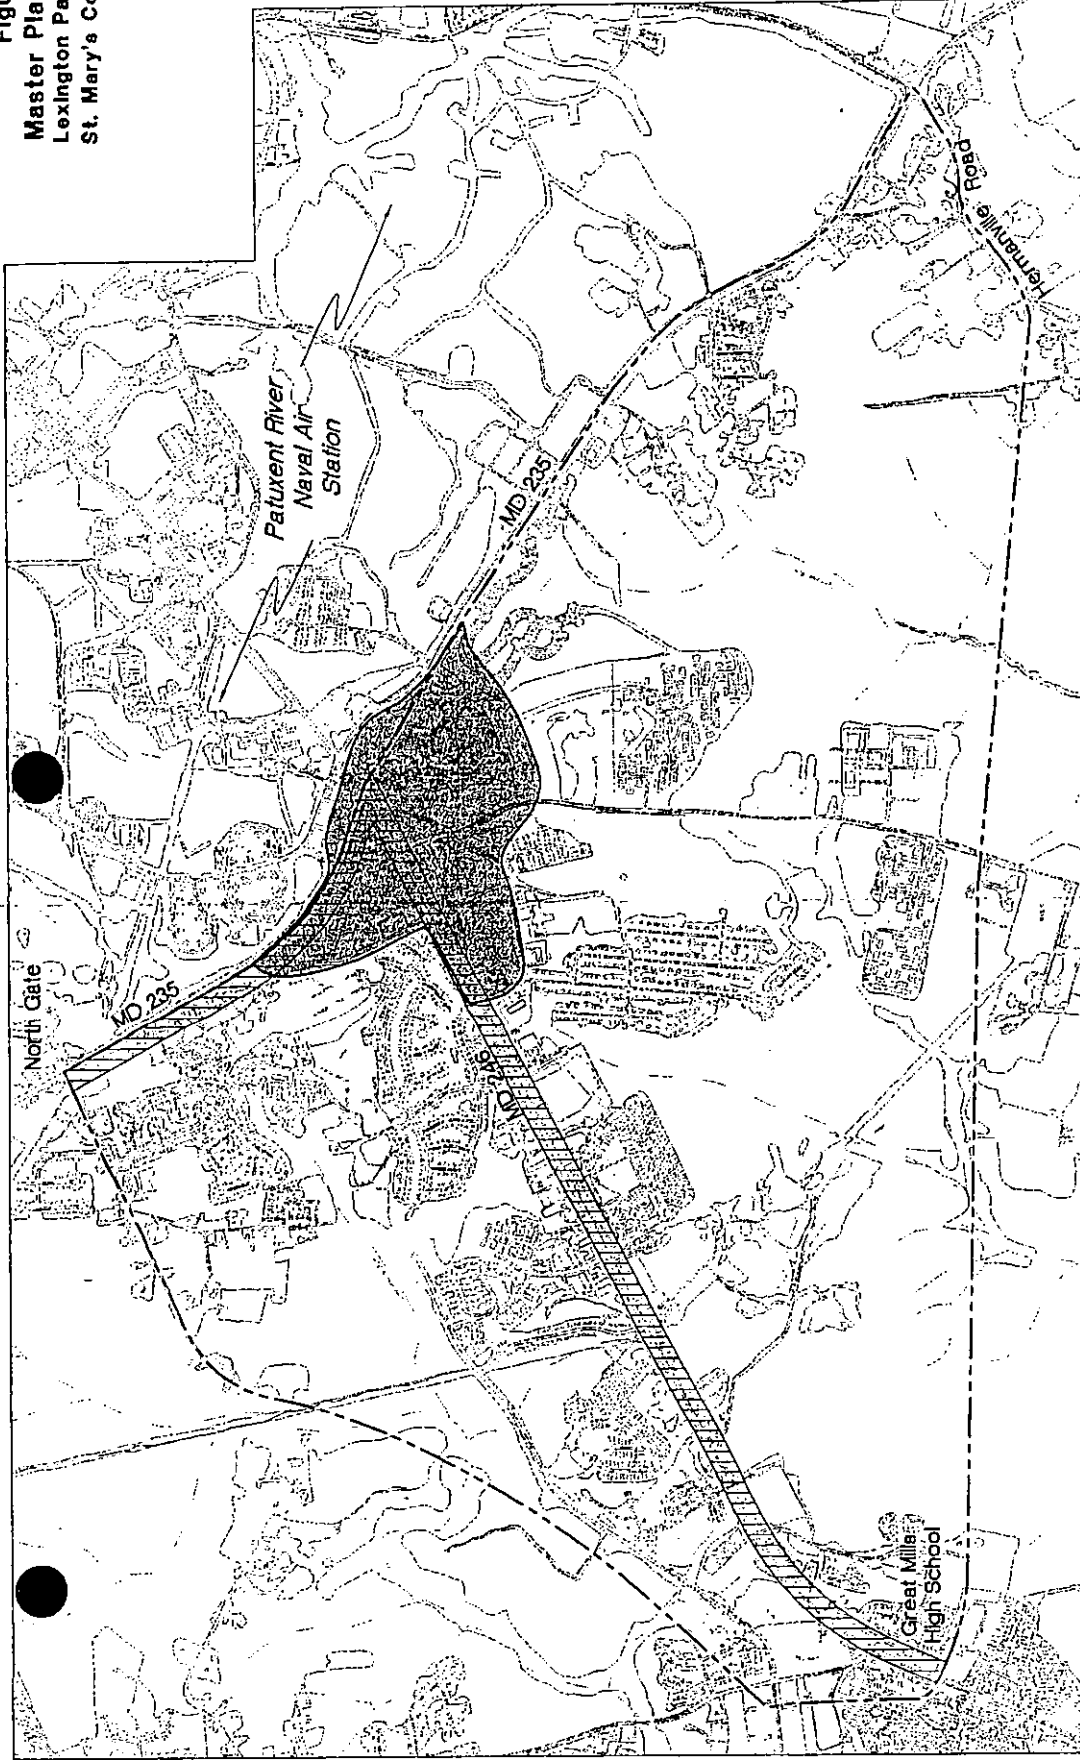 Master Pla
Lexington Pa
St. Mary's Co
North Gate
MD 235
Patuxent River
Naval Air
Station
MD 235
MD 246
Hermanville Road
Great Mills
High School